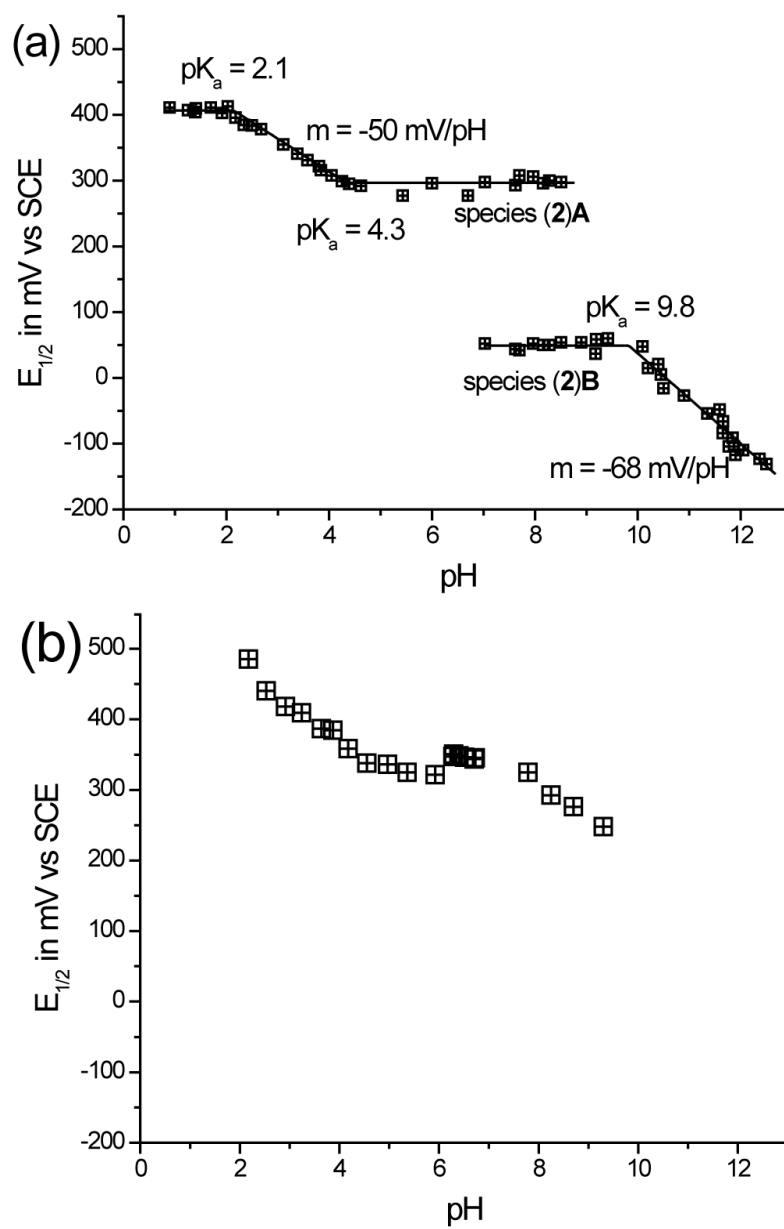 (a)
500
400
300
200
100
0
-100
-200
E1/2 in mV vs SCE
pKa = 2.1
m = -50 mV/pH
pKa = 4.3
species (2)A
pKa = 9.8
species (2)B
m = -68 mV/pH
0 2 4 6 8 10 12
pH
(b)
500
400
300
200
100
0
-100
-200
E1/2 in mV vs SCE
0 2 4 6 8 10 12
pH